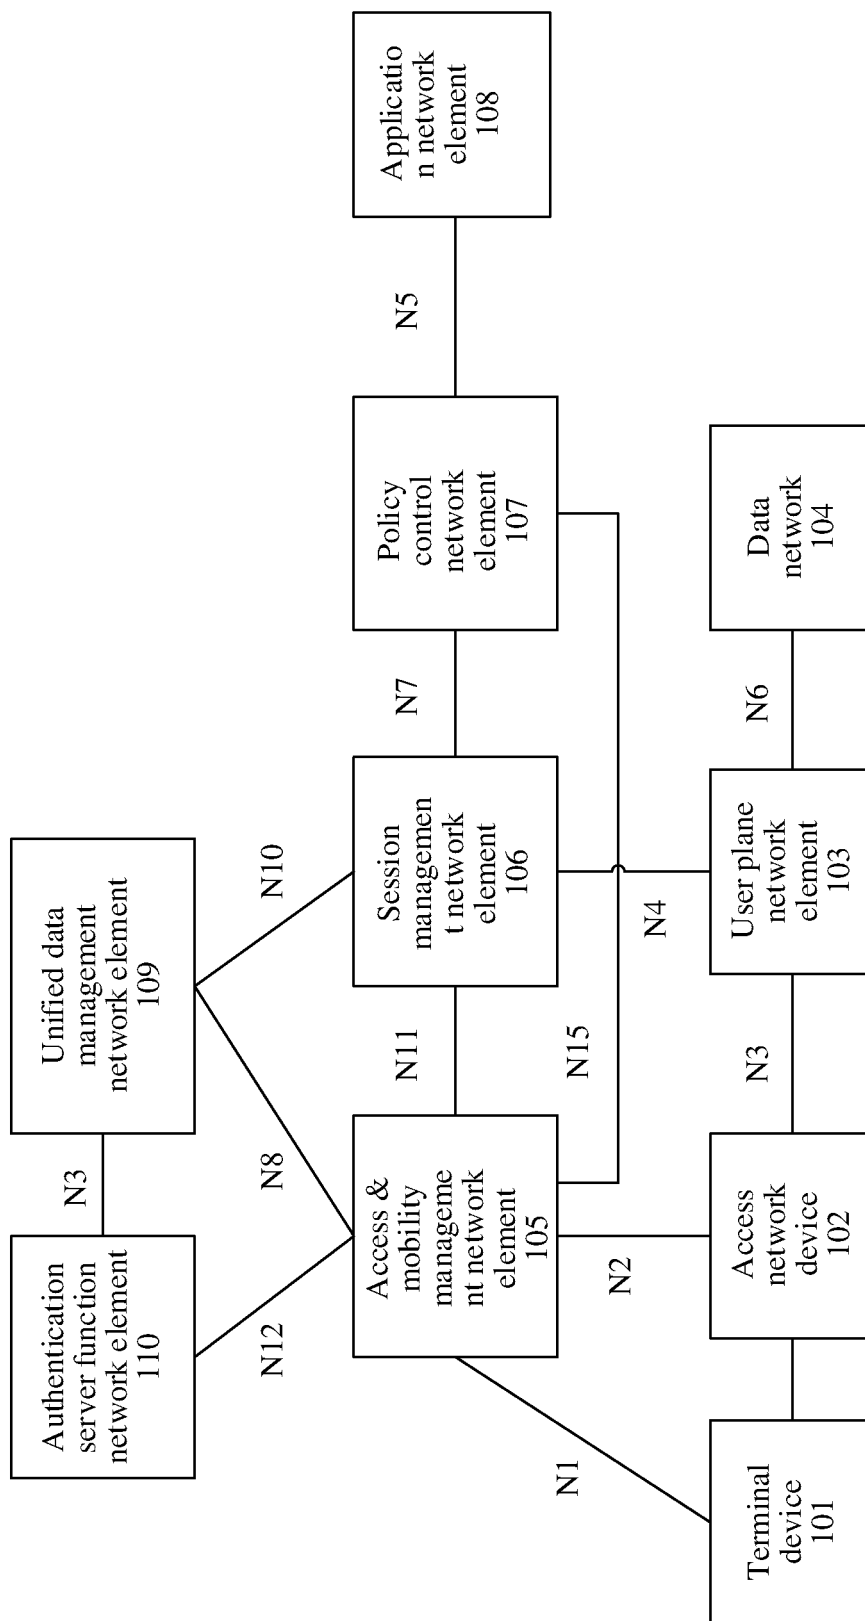 Authentication
server function
network element
110
N3
Unified data
management
network element
109
N12
N8
N10
Access &
mobility
manageme
nt network
element
105
N11
Session
managemen
t network
element
106
N7
Policy
control
network
element
107
N5
Applicatio
n network
element
108
N1
N2
N15
N4
Terminal
device
101
Access
network
device
102
N3
User plane
network
element
103
N6
Data
network
104